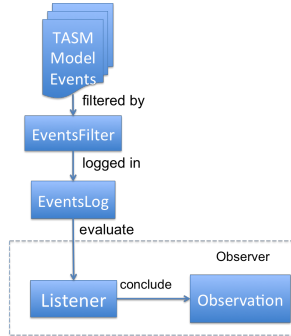 TASM
Model
Events
filtered by
EventsFilter
logged in
EventsLog
evaluate
Observer
Listener
conclude
Observation